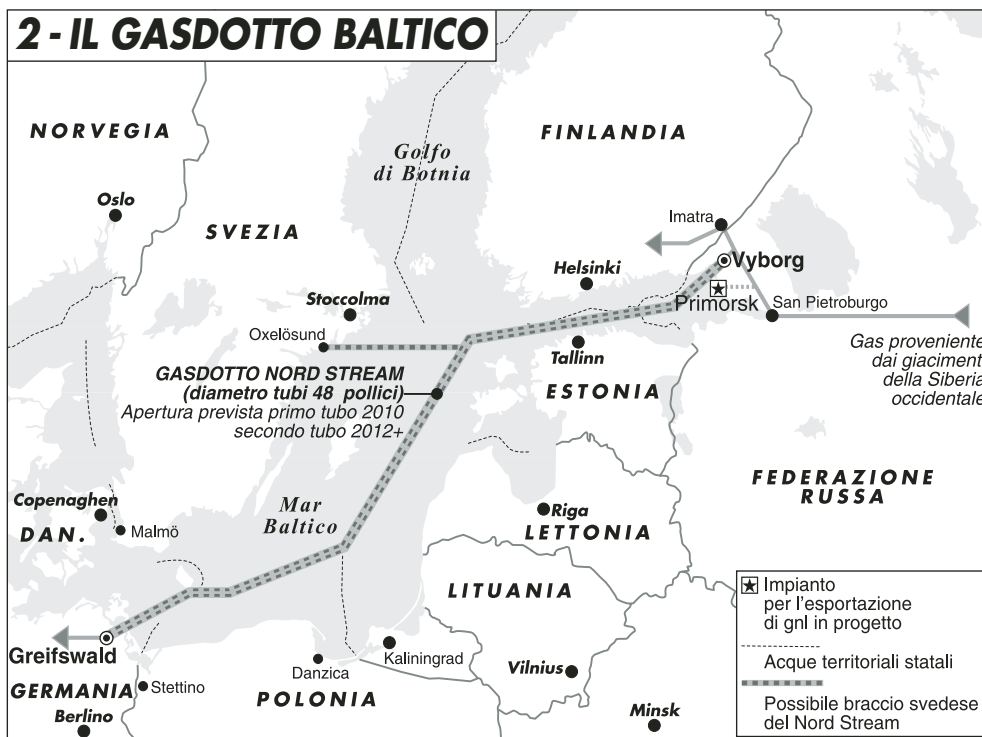 2 - IL GASDOTTO BALTICO
NORVEGIA
FINLANDIA
Golfo
di Botnia
Oslo
Imatra
SVEZIA
Vyborg
Helsinki
Stoccolma
Primorsk
San Pietroburgo
Oxelösund
Tallinn
Gas proveniente
dai giacimenti
della Siberia
occidentale
GASDOTTO NORD STREAM
(diametro tubi 48 pollici)
Apertura prevista primo tubo 2010
secondo tubo 2012+
ESTONIA
FEDERAZIONE
RUSSA
Mar
Baltico
Copenaghen
DAN.
Malmö
Riga
LETTONIA
LITUANIA
Greifswald
Kaliningrad
Danzica
Vilnius
GERMANIA
Stettino
POLONIA
Berlino
Minsk
Impianto
per l'esportazione
di gnl in progetto
Acque territoriali statali
Possibile braccio svedese
del Nord Stream